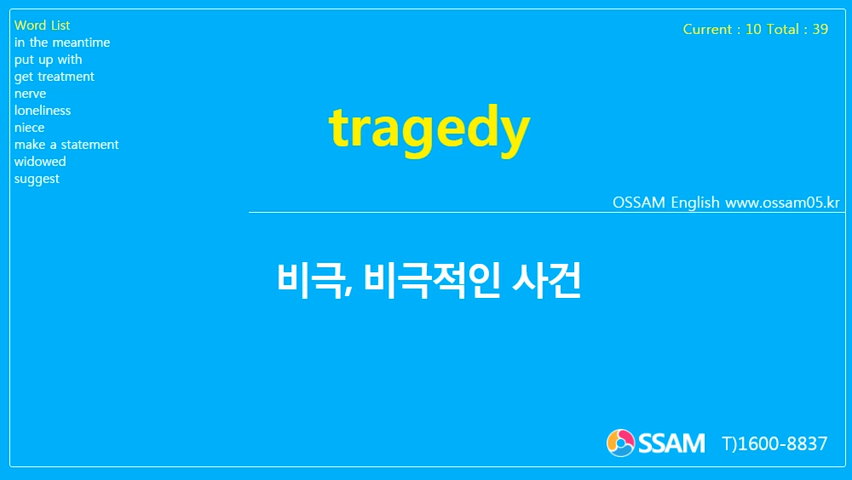 Word List
in the meantime
put up with
get treatment
nerve
loneliness
niece
make a statement
widowed
suggest
Current : 10 Total : 39
tragedy
OSSAM English www.ossam05.kr
비극, 비극적인 사건
OSSAM T)1600-8837